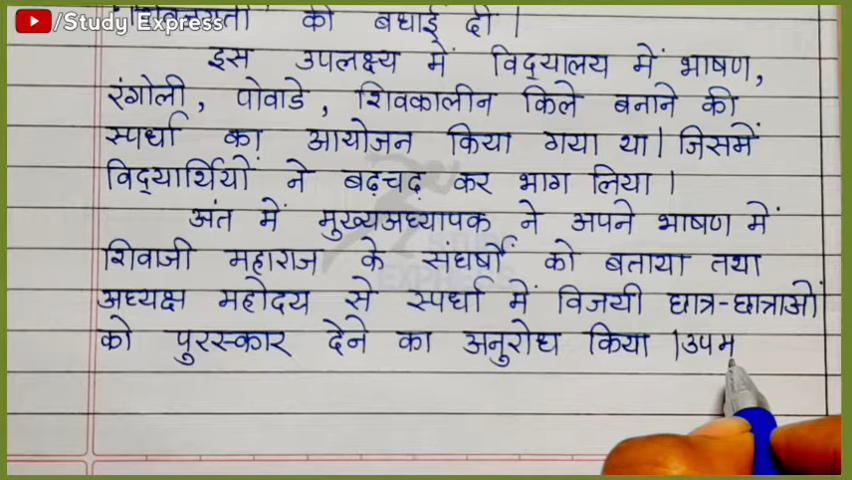 /Study Express
को बधाई दी |
इस उपलक्ष्य में विद्यालय में भाषण,
रंगोली, पोवाडे, शिवकालीन किले बनाने की
स्पर्धा का आयोजन किया गया था| जिसमें
विद्यार्थियों ने बढ़चढ़ कर भाग लिया |
अंत में मुख्यअध्यापक ने अपने भाषण में
शिवाजी महाराज के संघर्षों को बताया तथा
अध्यक्ष महोदय से स्पर्धा में विजयी छात्र-छात्राओं
को पुरस्कार देने का अनुरोध किया |उपम